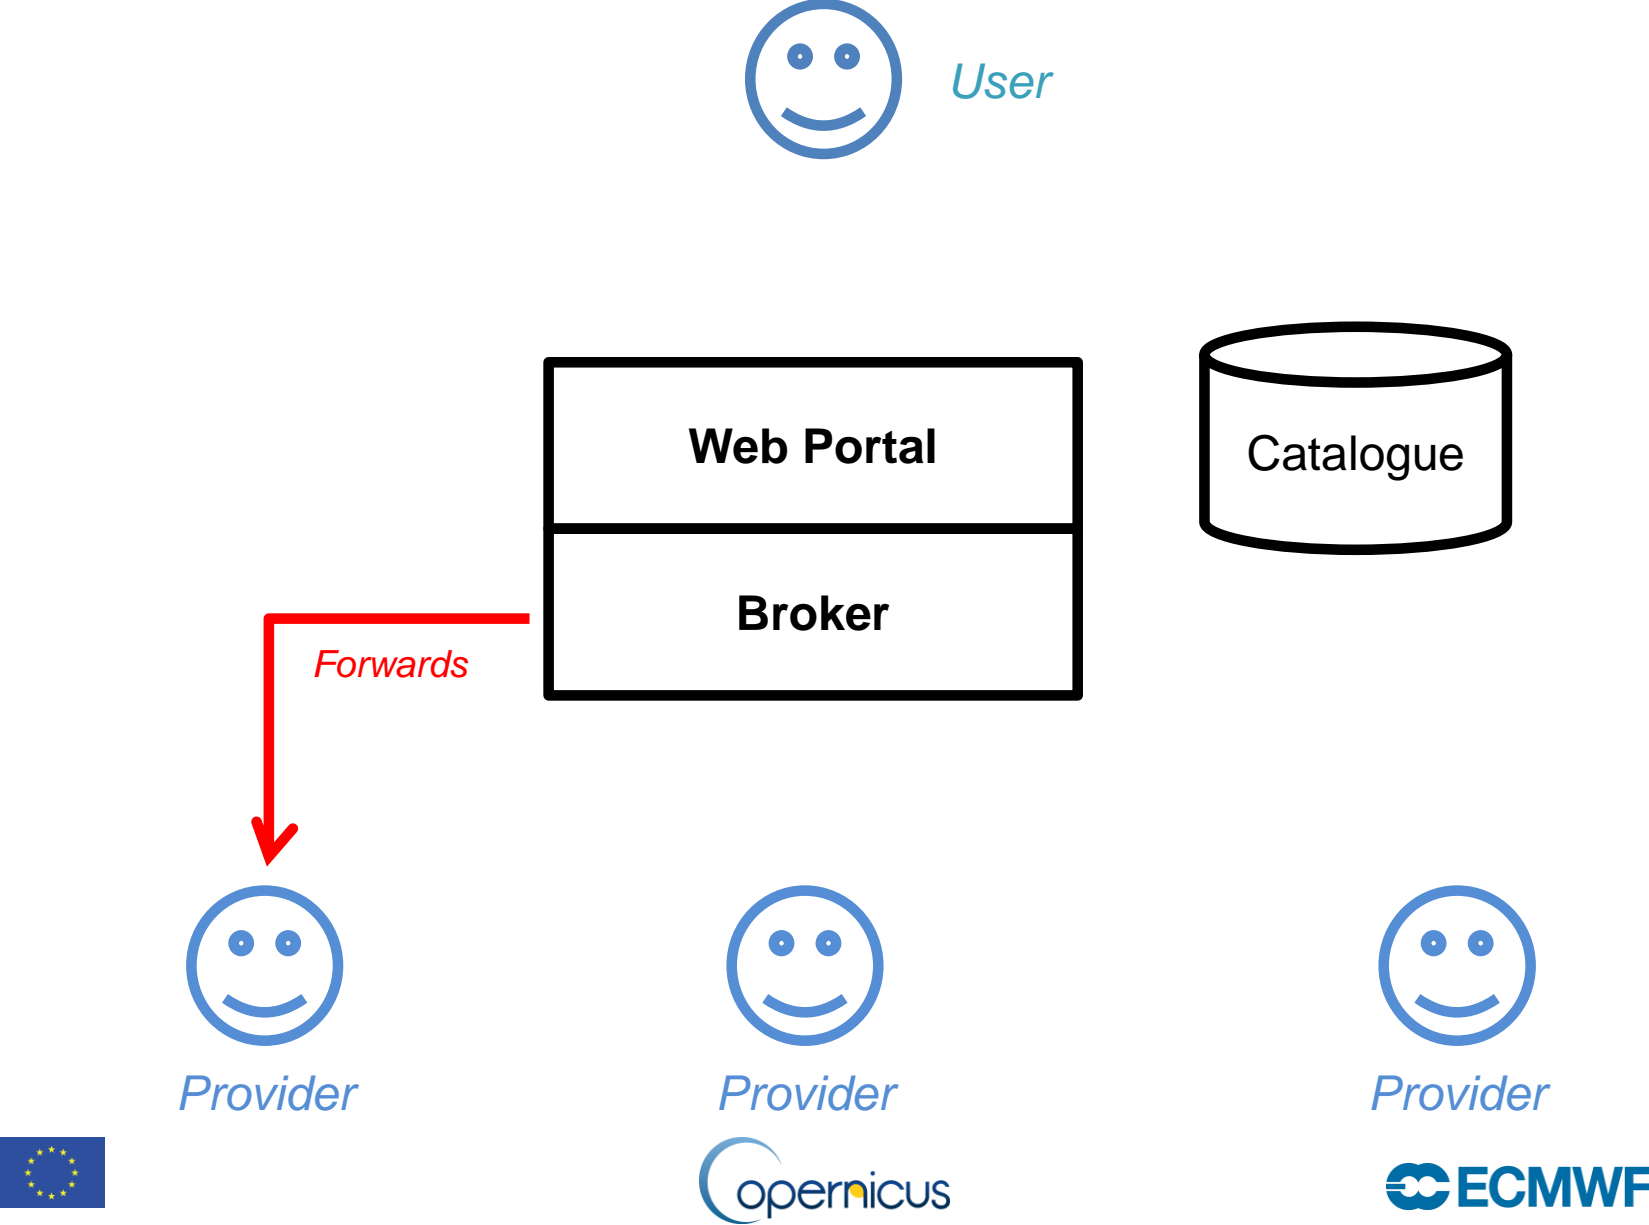 User
Web Portal
Catalogue
Broker
Forwards
Provider
Provider
Provider
opernicus
ECMWF